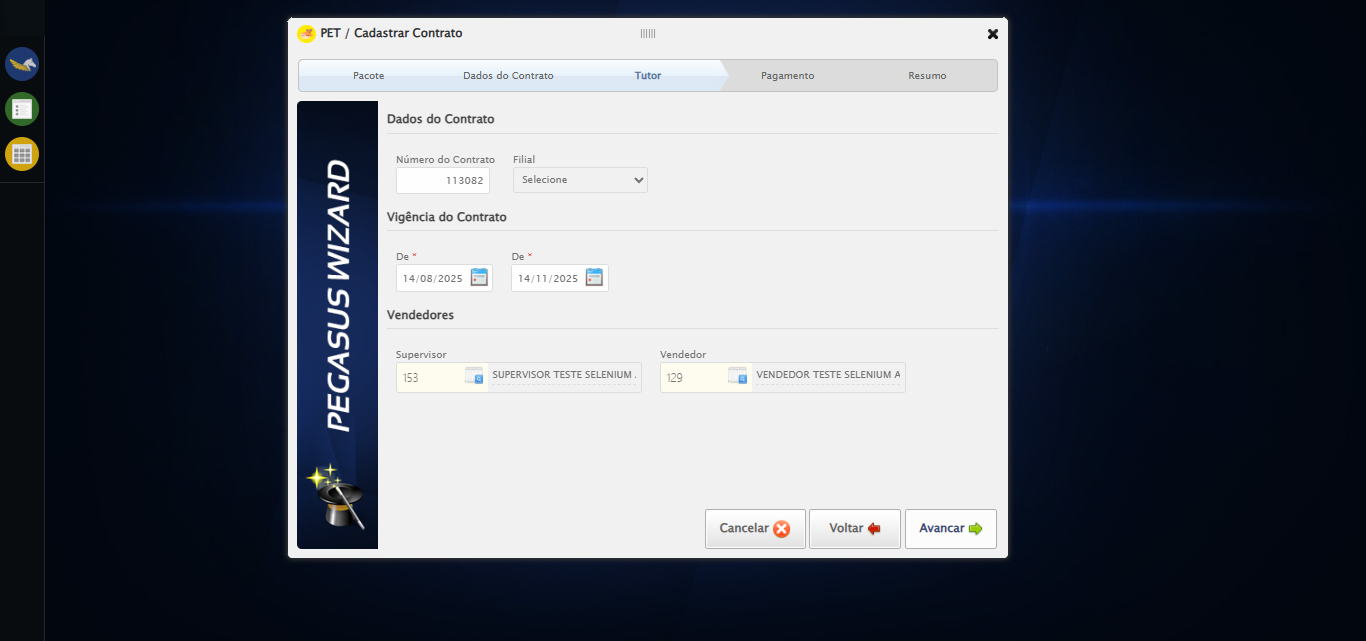 PET / Cadastrar Contrato
Pacote Dados do Contrato Tutor Pagamento Resumo
PEGASUS WIZARD
Dados do Contrato
Número do Contrato Filial
113082 Selecione
Vigência do Contrato
De * De *
14/08/2025 14/11/2025
Vendedores
Supervisor Vendedor
153 SUPERVISOR TESTE SELENIUM 129 VENDEDOR TESTE SELENIUM A
Cancelar Voltar Avancar